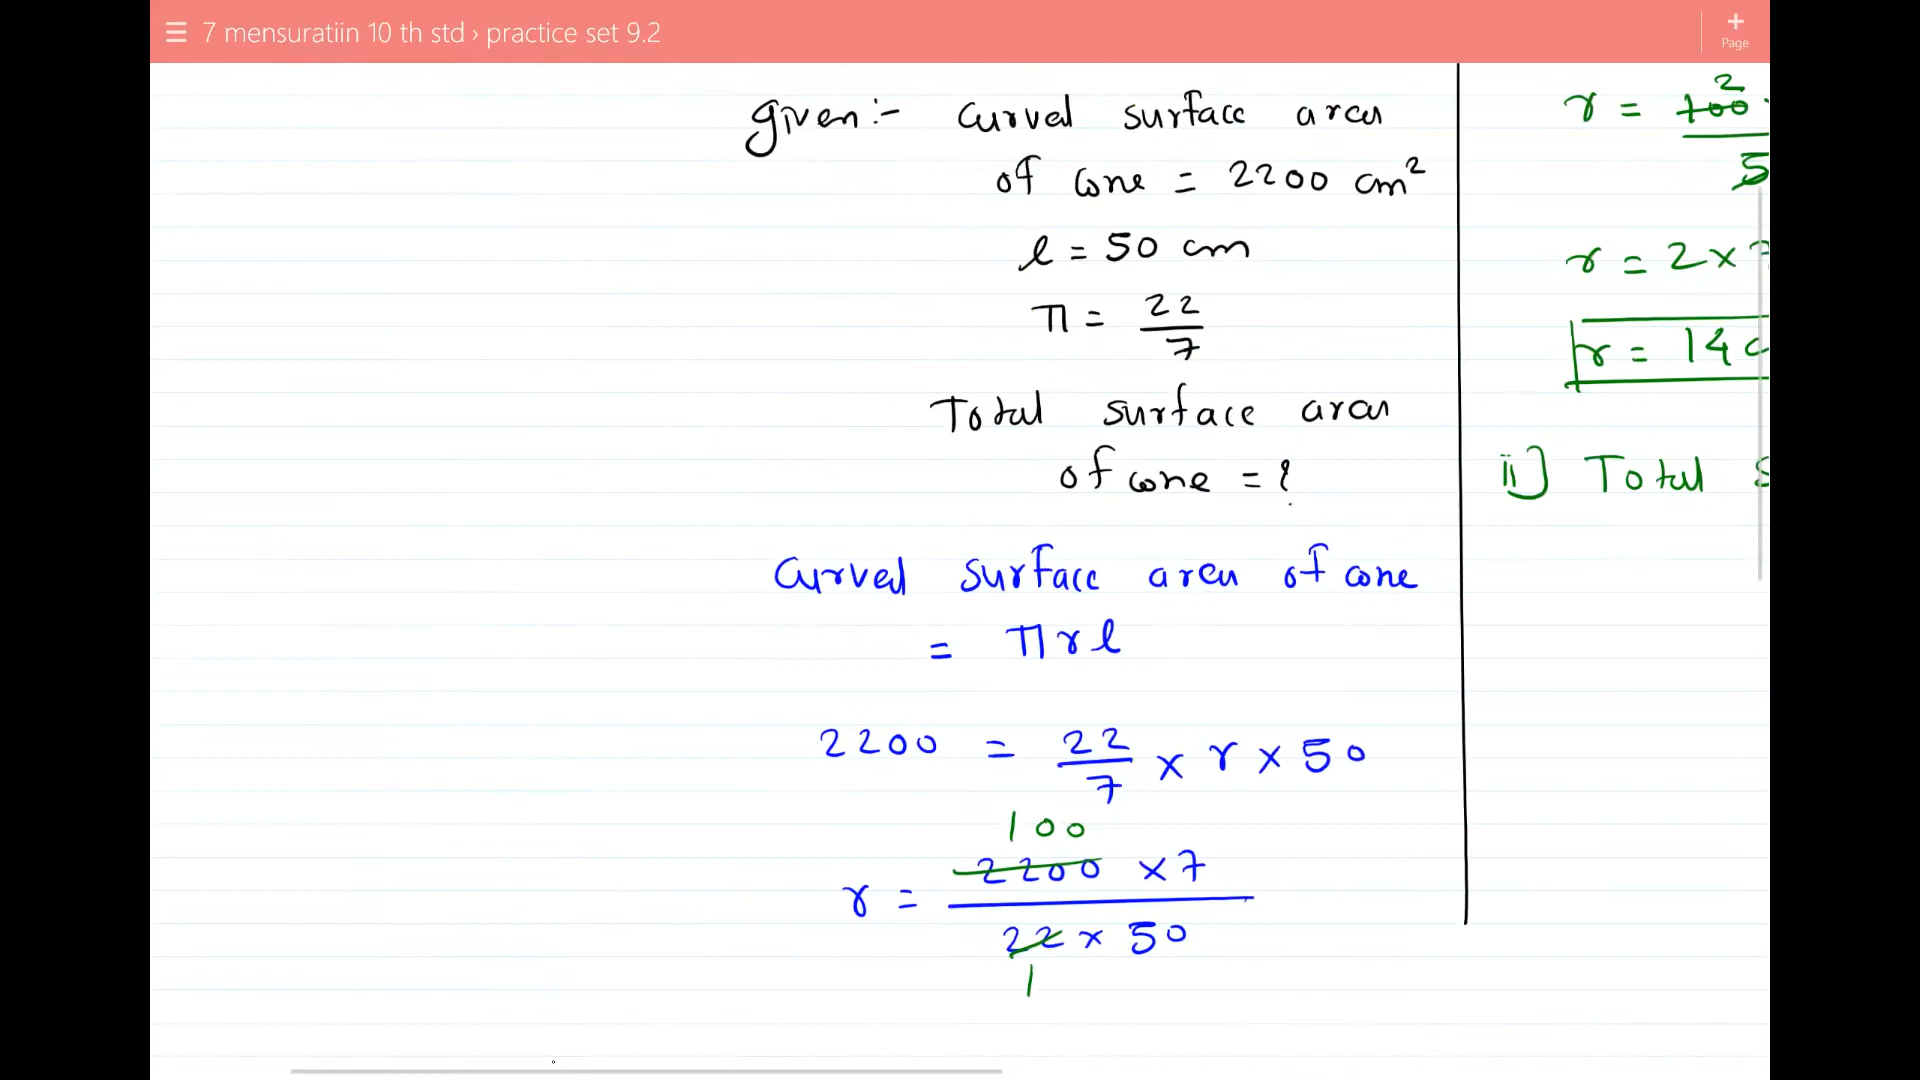 7 mensuratiin 10 th std › practice set 9.2
+
Page
given:- Curved surface area
of cone = 2200 cm²
l = 50 cm
π = 22/7
Total surface area
of cone = ?
Curved surface area of cone
= πrl
2200 = 22/7 × r × 50
100
r = 2200 × 7 / 22 × 50
1
2
r = 100
5
r = 2 ×
r = 14 c
ii] Total s